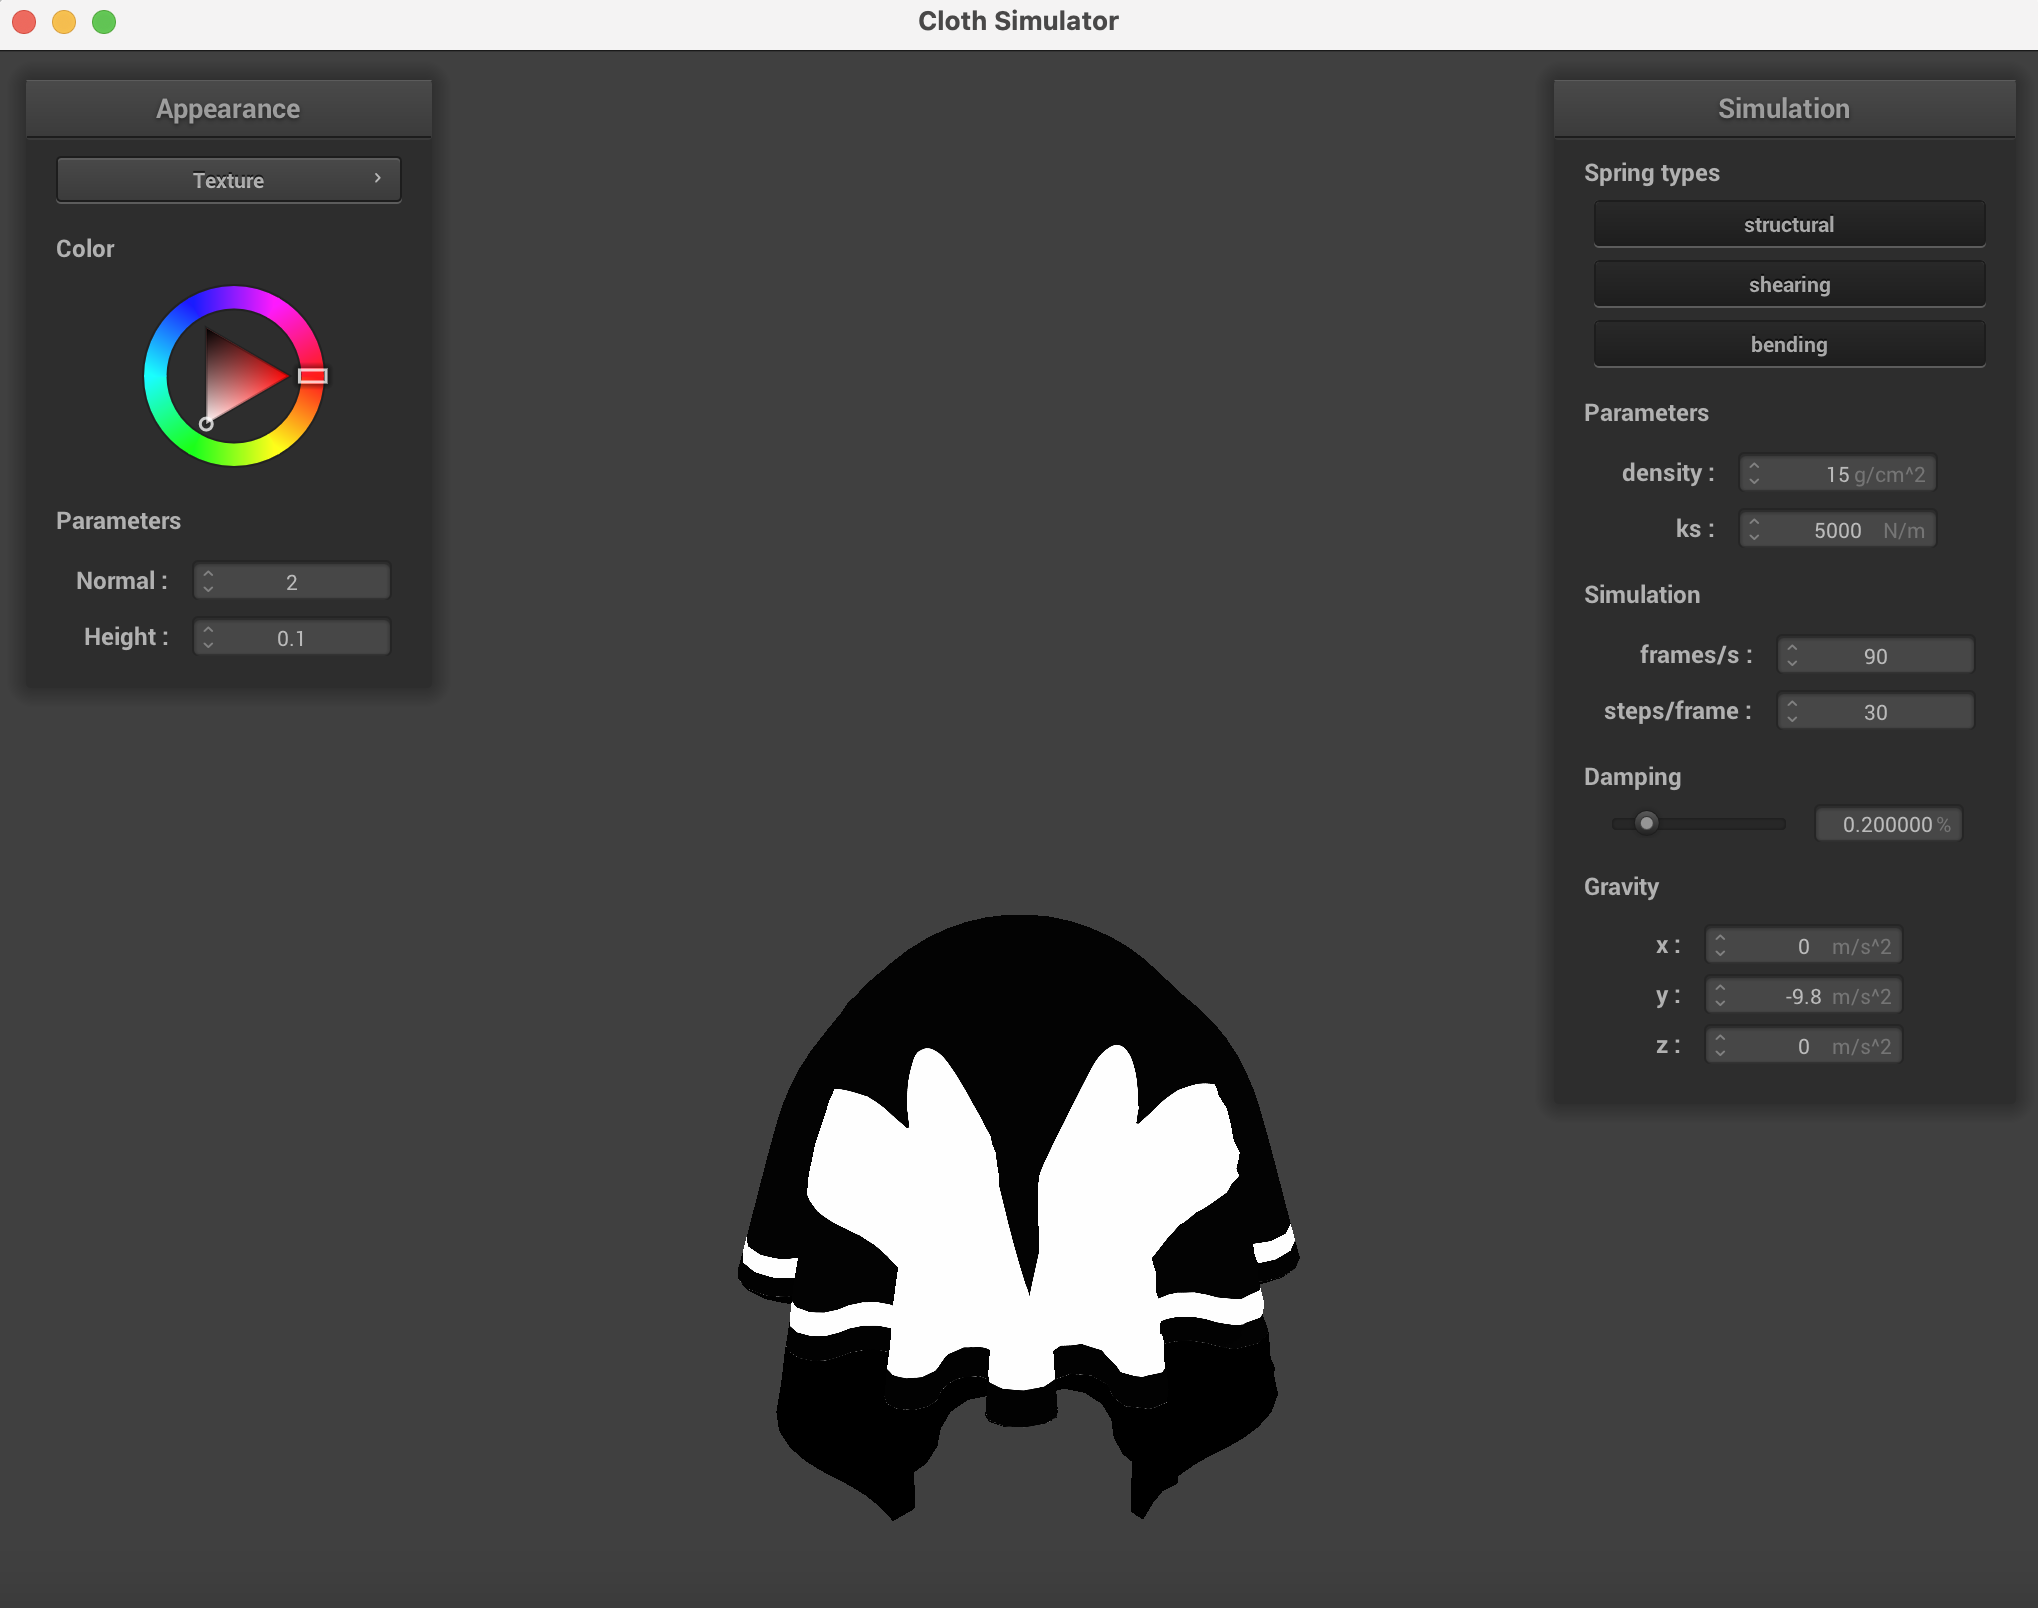 Cloth Simulator
Appearance
Texture
Color
Parameters
Normal : 2
Height : 0.1
Simulation
Spring types
structural
shearing
bending
Parameters
density : 15 g/cm^2
ks : 5000 N/m
Simulation
frames/s : 90
steps/frame : 30
Damping
0.200000 %
Gravity
x : 0 m/s^2
y : -9.8 m/s^2
z : 0 m/s^2